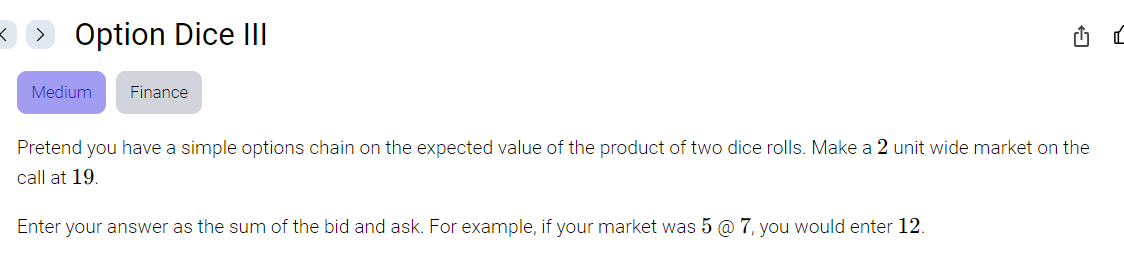 Option Dice III
Medium
Finance
Pretend you have a simple options chain on the expected value of the product of two dice rolls. Make a 2 unit wide market on the
call at 19.
Enter your answer as the sum of the bid and ask. For example, if your market was 5 @ 7, you would enter 12.